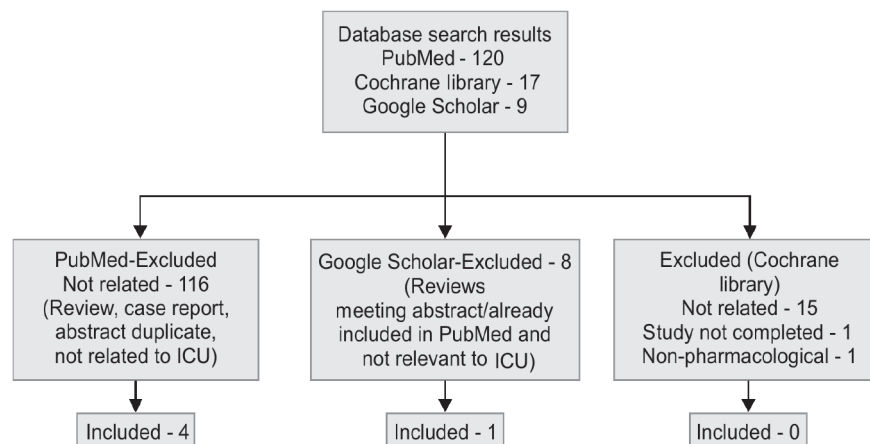 Database search results
PubMed - 120
Cochrane library - 17
Google Scholar - 9
PubMed-Excluded
Not related - 116
(Review, case report,
abstract duplicate,
not related to ICU)
Google Scholar-Excluded - 8
(Reviews
meeting abstract/already
included in PubMed and
not relevant to ICU)
Excluded (Cochrane
library)
Not related - 15
Study not completed - 1
Non-pharmacological - 1
Included - 4
Included - 1
Included - 0